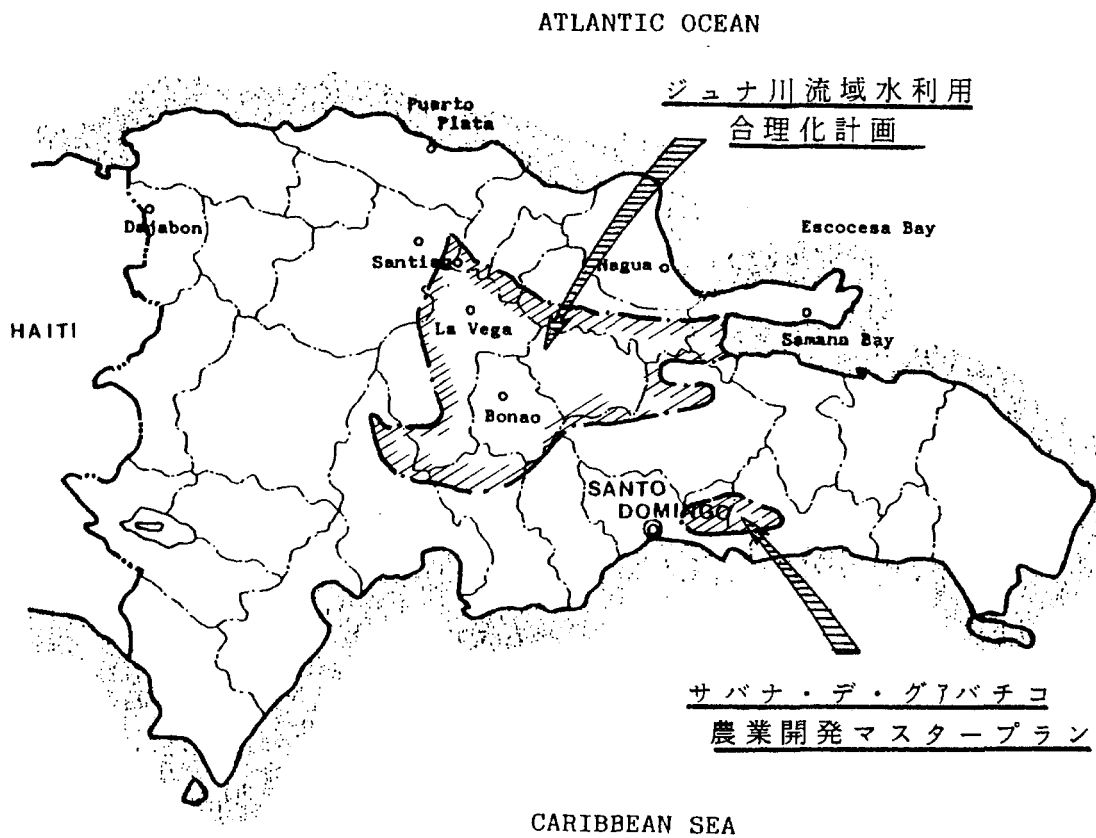 ATLANTIC OCEAN
ジュナ川流域水利用
合理化計画
Puerto
Plata
Dajabon
Escocesa Bay
Santiago
Nagua
HAITI
La Vega
Samana Bay
Bonao
SANTO
DOMINGO
サバナ・デ・グアバチコ
農業開発マスタープラン
CARIBBEAN SEA